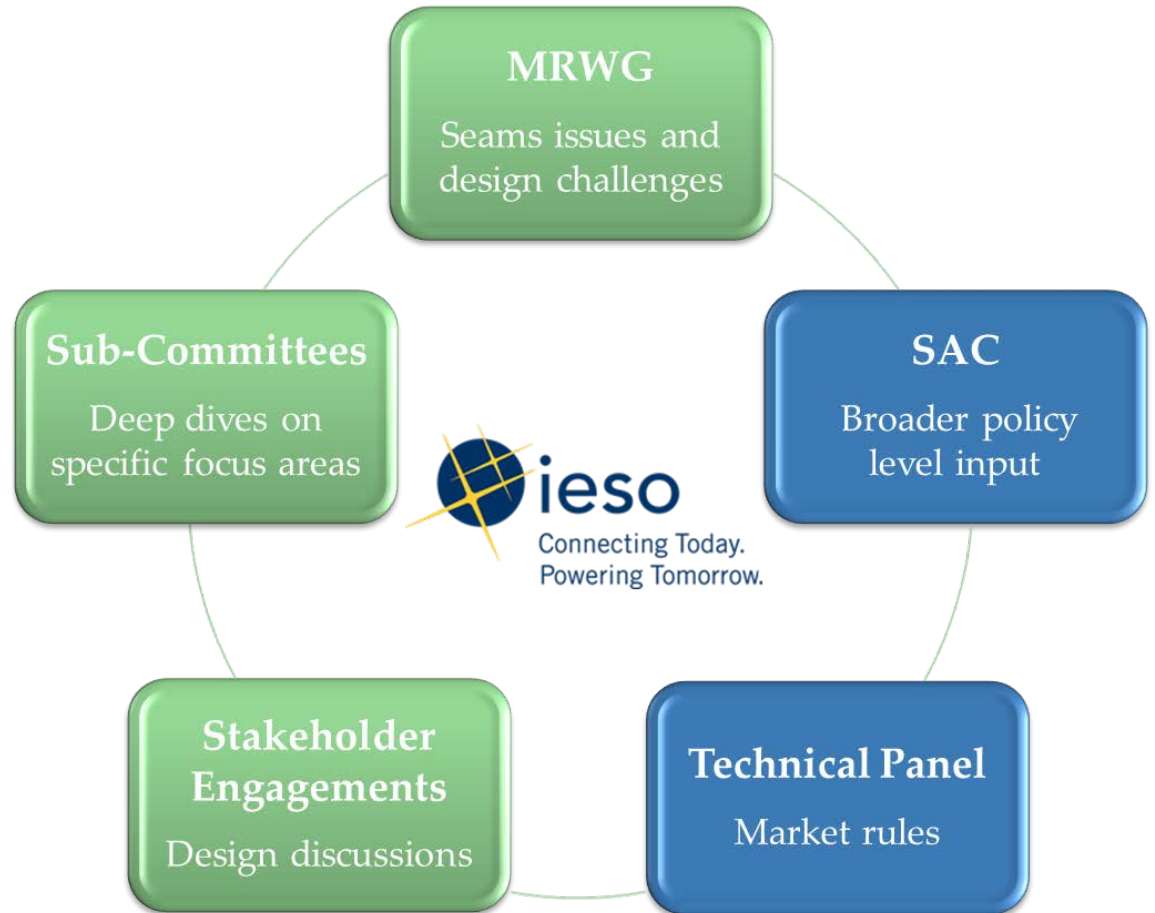 MRWG
Seams issues and
design challenges
Sub-Committees
Deep dives on
specific focus areas
SAC
Broader policy
level input
ieso
Connecting Today.
Powering Tomorrow.
Stakeholder
Engagements
Design discussions
Technical Panel
Market rules